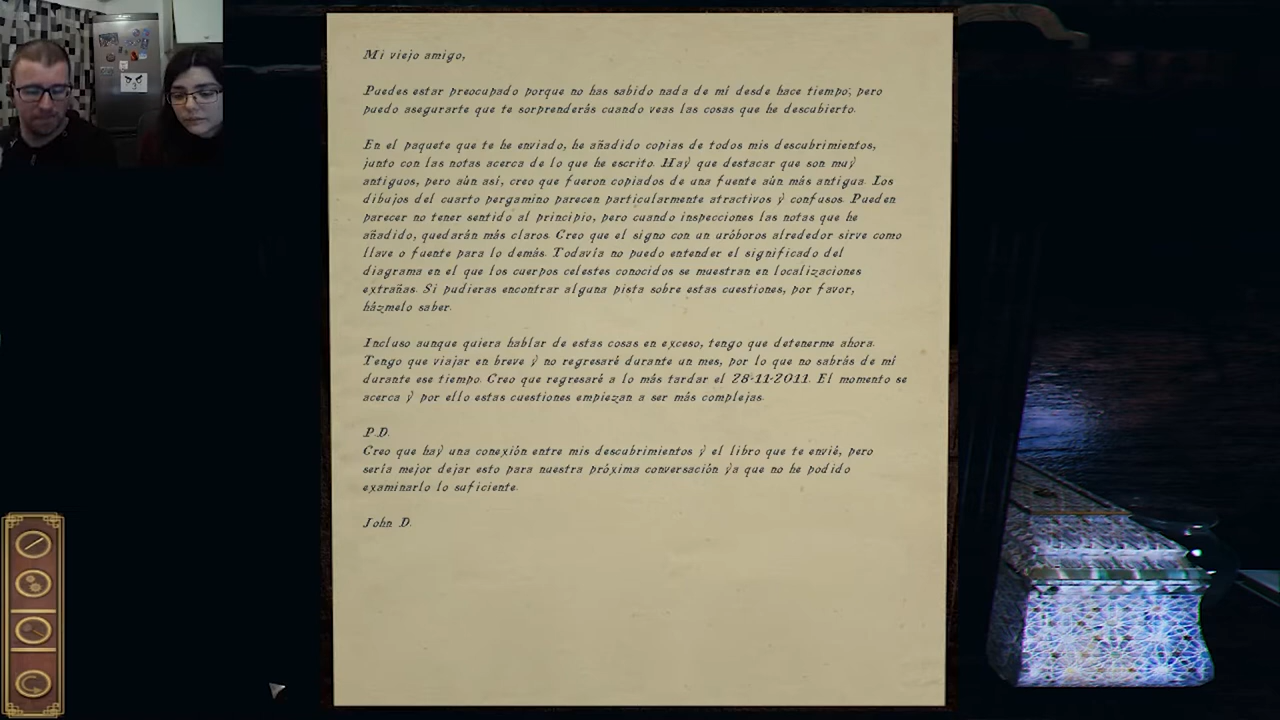 Mi viejo amigo,
Puedes estar preocupado porque no has sabido nada de mí desde hace tiempo; pero
puedo asegurarte que te sorprenderás cuando veas las cosas que he descubierto.
En el paquete que te he enviado, he añadido copias de todos mis descubrimientos,
junto con las notas acerca de lo que he escrito. Hay que destacar que son muy
antiguos, pero aún así, creo que fueron copiados de una fuente aún más antigua. Los
dibujos del cuarto pergamino parecen particularmente atractivos y confusos. Pueden
parecer no tener sentido al principio, pero cuando inspecciones las notas que he
añadido, quedarán más claros. Creo que el signo con un uróboros alrededor sirve como
llave o fuente para lo demás. Todavía no puedo entender el significado del
diagrama en el que los cuerpos celestes conocidos se muestran en localizaciones
extrañas. Si pudieras encontrar alguna pista sobre estas cuestiones, por favor,
házmelo saber.
Incluso aunque quiera hablar de estas cosas en exceso, tengo que detenerme ahora.
Tengo que viajar en breve y no regresaré durante un mes, por lo que no sabrás de mí
durante ese tiempo. Creo que regresaré a lo más tardar el 28-11-2011. El momento se
acerca y por ello estas cuestiones empiezan a ser más complejas.
P.D.
Creo que hay una conexión entre mis descubrimientos y el libro que te envié, pero
sería mejor dejar esto para nuestra próxima conversación ya que no he podido
examinarlo lo suficiente.
John D.